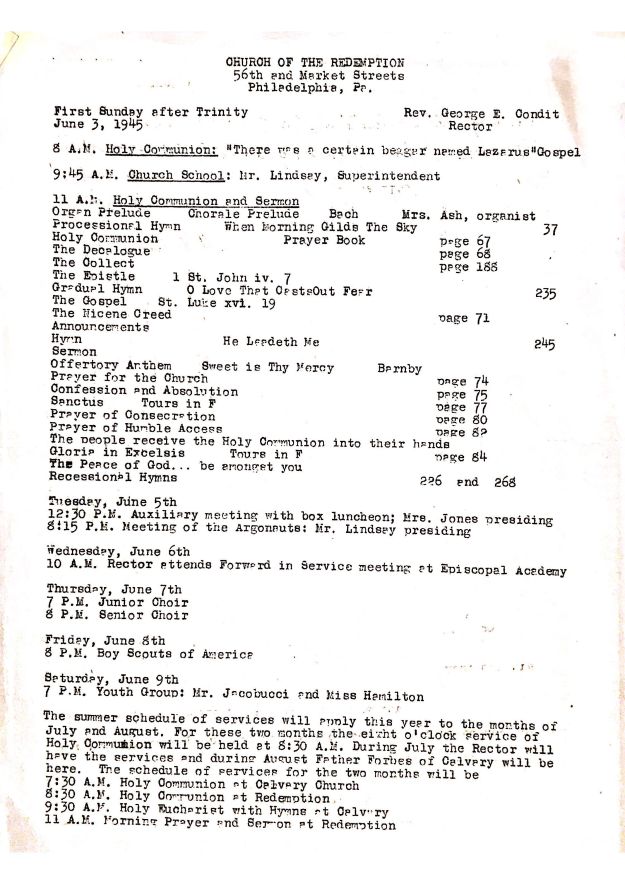 CHURCH OF THE REDEMPTION
56th and Market Streets
Philadelphia, Pa.
First Sunday after Trinity Rev. George E. Condit
June 3, 1945 Rector
8 A.M. Holy Communion: "There was a certain beggar named Lazarus"Gospel
9:45 A.M. Church School: Mr. Lindsay, Superintendent
11 A.M. Holy Communion and Sermon
Organ Prelude Chorale Prelude Bach Mrs. Ash, organist
Processional Hymn When Morning Gilds The Sky 37
Holy Communion Prayer Book page 67
The Decalogue page 68
The Collect page 188
The Epistle 1 St. John iv. 7
Gradual Hymn O Love That CastsOut Fear 235
The Gospel St. Luke xvi. 19
The Nicene Creed page 71
Announcements
Hymn He Leadeth Me 245
Sermon
Offertory Anthem Sweet is Thy Mercy Barnby
Prayer for the Church page 74
Confession and Absolution page 75
Sanctus Tours in F page 77
Prayer of Consecration page 80
Prayer of Humble Access page 82
The people receive the Holy Communion into their hands
Gloria in Excelsis Tours in F page 84
The Peace of God... be amongst you
Recessional Hymns 226 and 268
Tuesday, June 5th
12:30 P.M. Auxiliary meeting with box luncheon; Mrs. Jones presiding
8:15 P.M. Meeting of the Argonauts: Mr. Lindsay presiding
Wednesday, June 6th
10 A.M. Rector attends Forward in Service meeting at Episcopal Academy
Thursday, June 7th
7 P.M. Junior Choir
8 P.M. Senior Choir
Friday, June 8th
8 P.M. Boy Scouts of America
Saturday, June 9th
7 P.M. Youth Group: Mr. Jacobucci and Miss Hamilton
The summer schedule of services will apply this year to the months of
July and August. For these two months the eight o'clock service of
Holy Communion will be held at 8:30 A.M. During July the Rector will
have the services and during August Father Forbes of Calvary will be
here. The schedule of services for the two months will be
7:30 A.M. Holy Communion at Calvary Church
8:30 A.M. Holy Communion at Redemption
9:30 A.M. Holy Eucharist with Hymns at Calvary
11 A.M. Morning Prayer and Sermon at Redemption